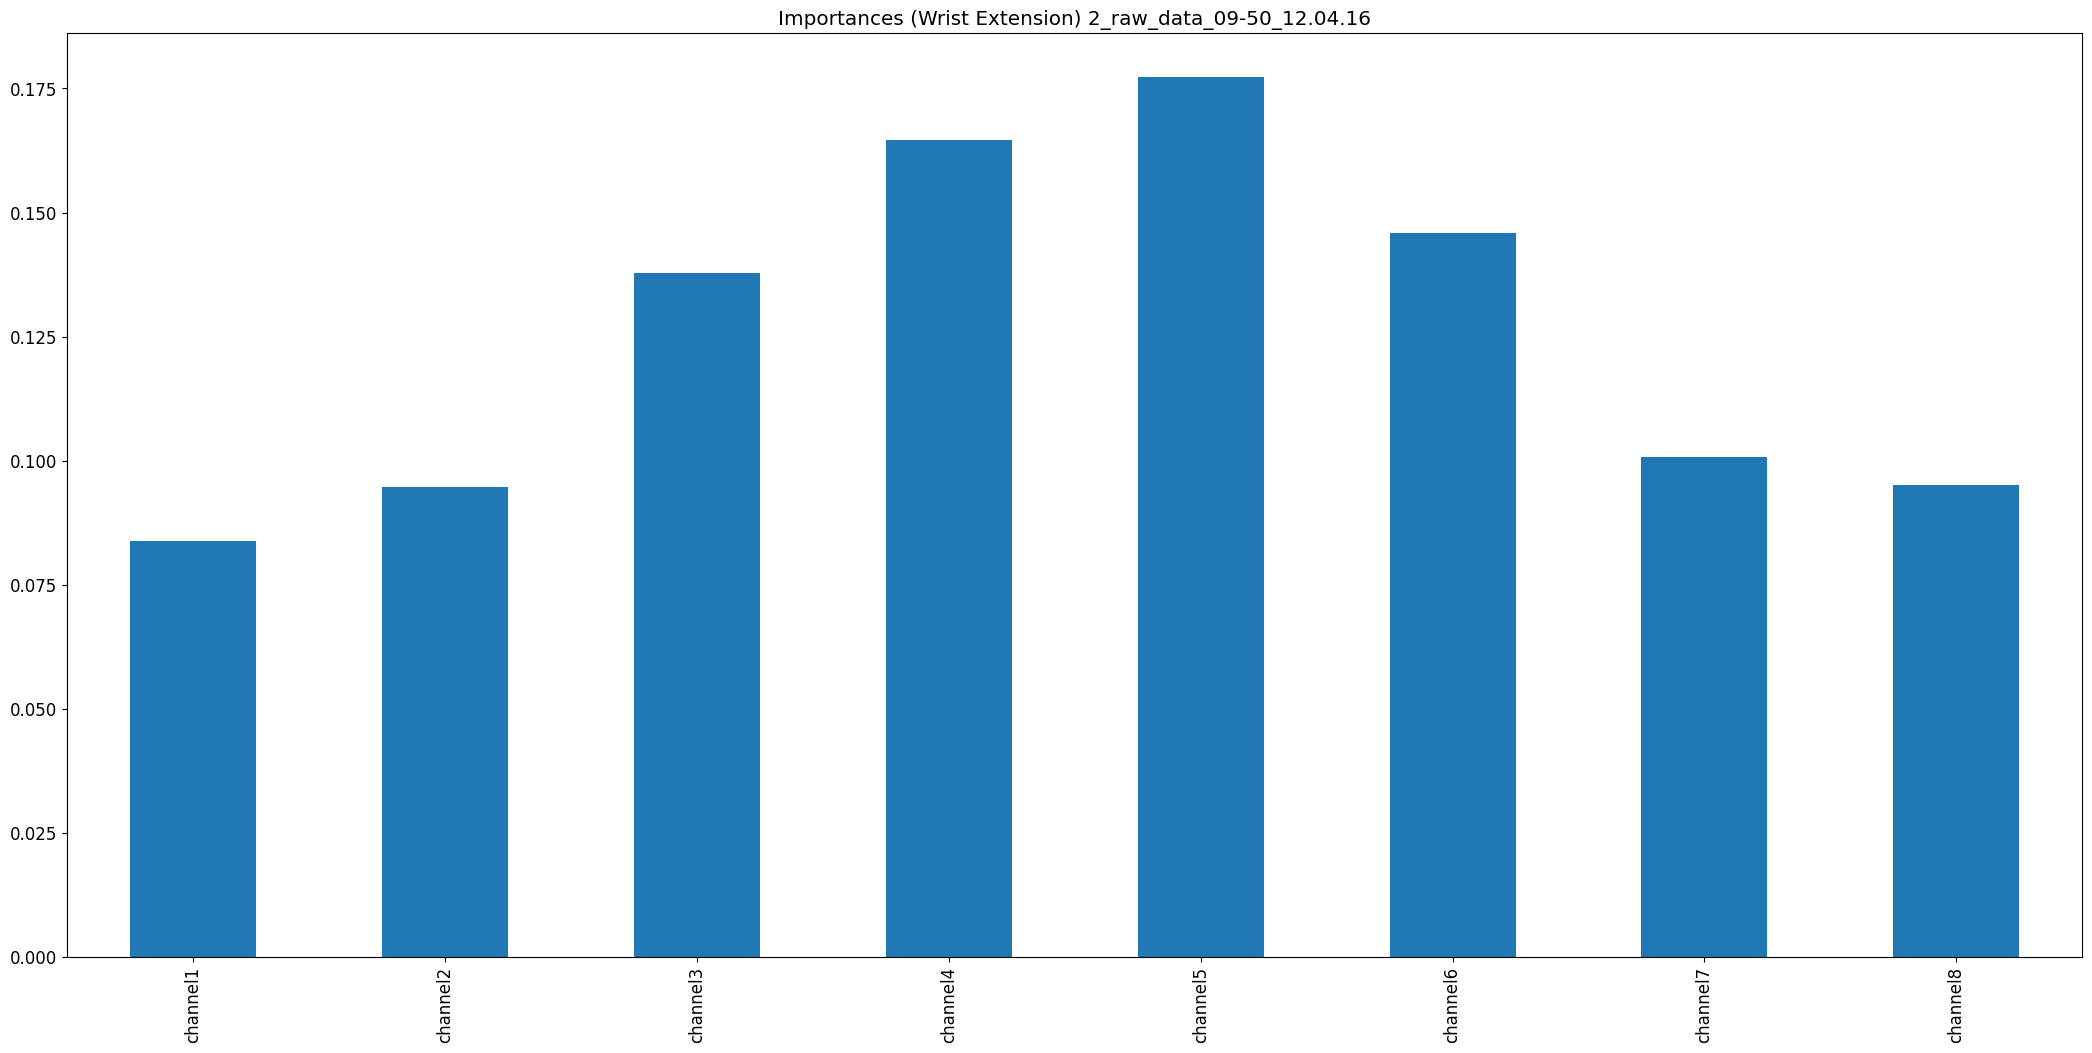 Importances (Wrist Extension) 2_raw_data_09-50_12.04.16
0.175
0.150
0.125
0.100
0.075
0.050
0.025
0.000
channel1
channel2
channel3
channel4
channel5
channel6
channel7
channel8